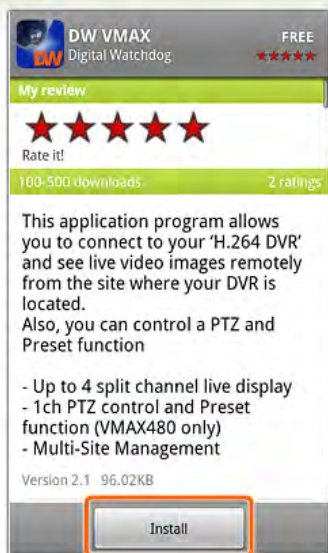 DW VMAX
FREE
Digital Watchdog
My review
Rate it!
100-500 downloads
2 ratings
This application program allows
you to connect to your 'H.264 DVR'
and see live video images remotely
from the site where your DVR is
located.
Also, you can control a PTZ and
Preset function
- Up to 4 split channel live display
- 1ch PTZ control and Preset
function (VMAX480 only)
- Multi-Site Management
Version 2.1 96.02KB
Install
DW